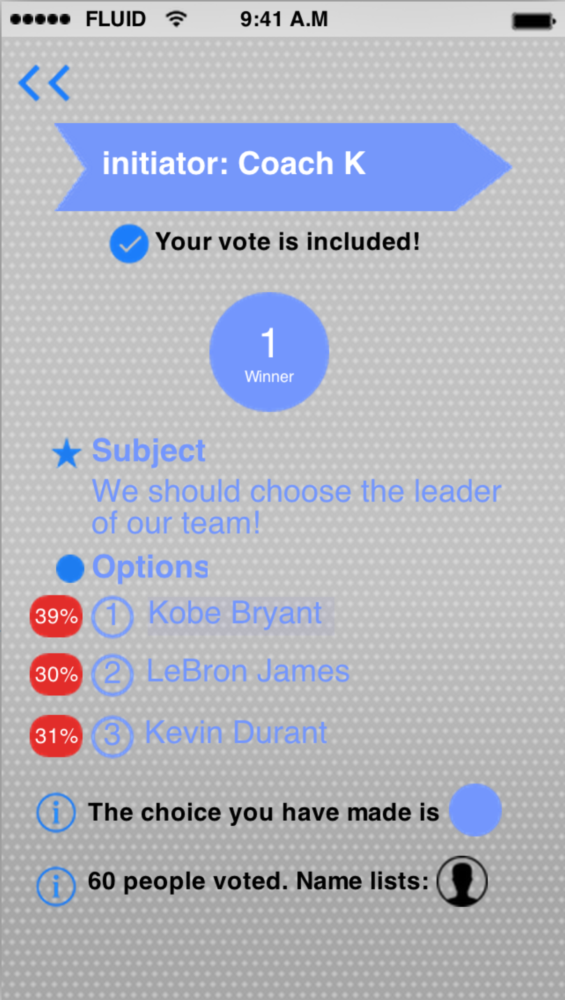 FLUID 9:41 A.M
initiator: Coach K
Your vote is included!
1
Winner
Subject
We should choose the leader
of our team!
Options
39% 1 Kobe Bryant
30% 2 LeBron James
31% 3 Kevin Durant
The choice you have made is
60 people voted. Name lists: